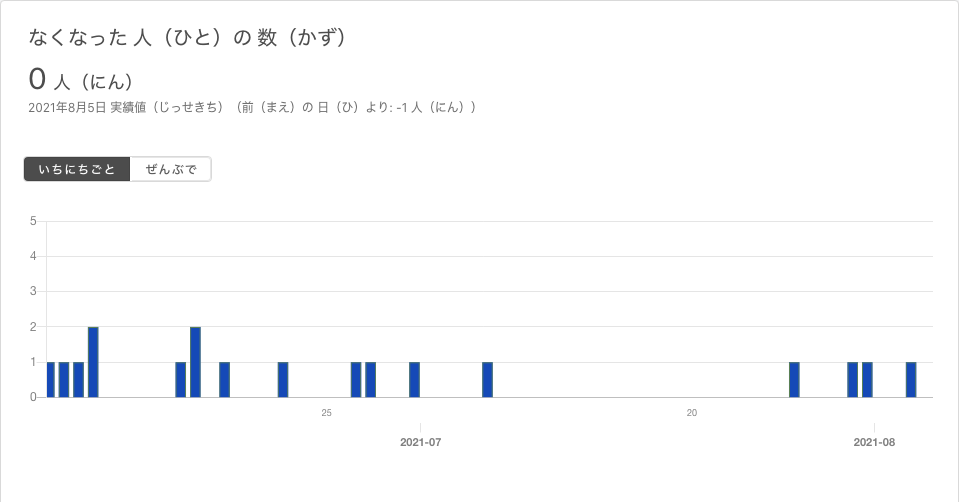 なくなった 人（ひと）の 数（かず）
0 人（にん）
2021年8月5日 実績値（じっせきち）（前（まえ）の 日（ひ）より: -1 人（にん））
いちにちごと ぜんぶで
5
4
3
2
1
0
25 20
2021-07 2021-08